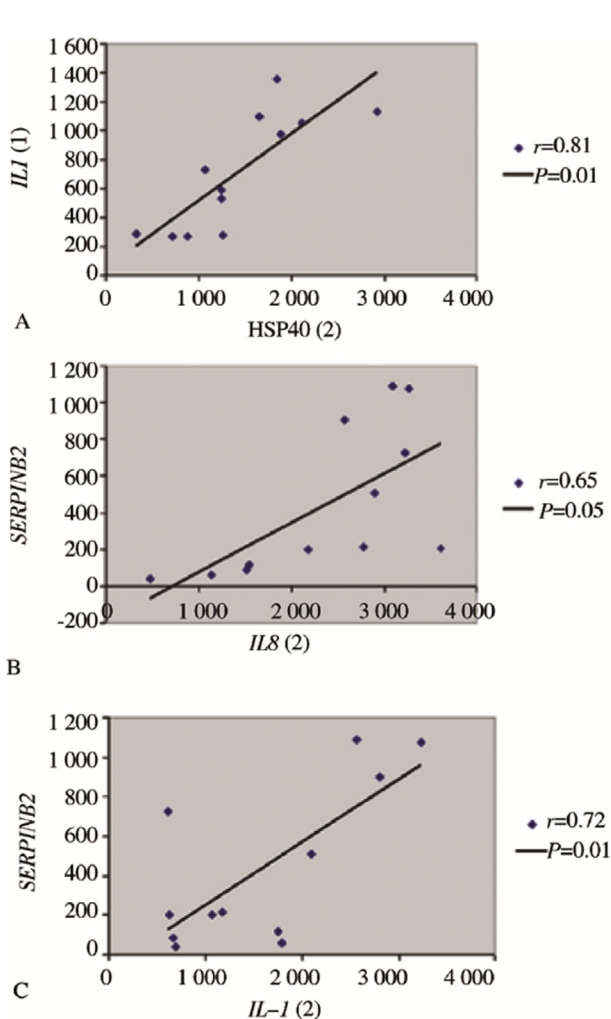 1 600
1 400
1 200
1 000
800
600
400
200
0
IL1 (1)
0 1 000 2 000 3 000 4 000
HSP40 (2)
r=0.81
P=0.01
A
1 200
1 000
800
600
400
200
0
-200
SERPINB2
0 1 000 2 000 3 000 4 000
IL8 (2)
r=0.65
P=0.05
B
1 200
1 000
800
600
400
200
0
SERPINB2
0 1 000 2 000 3 000 4 000
IL-1 (2)
r=0.72
P=0.01
C